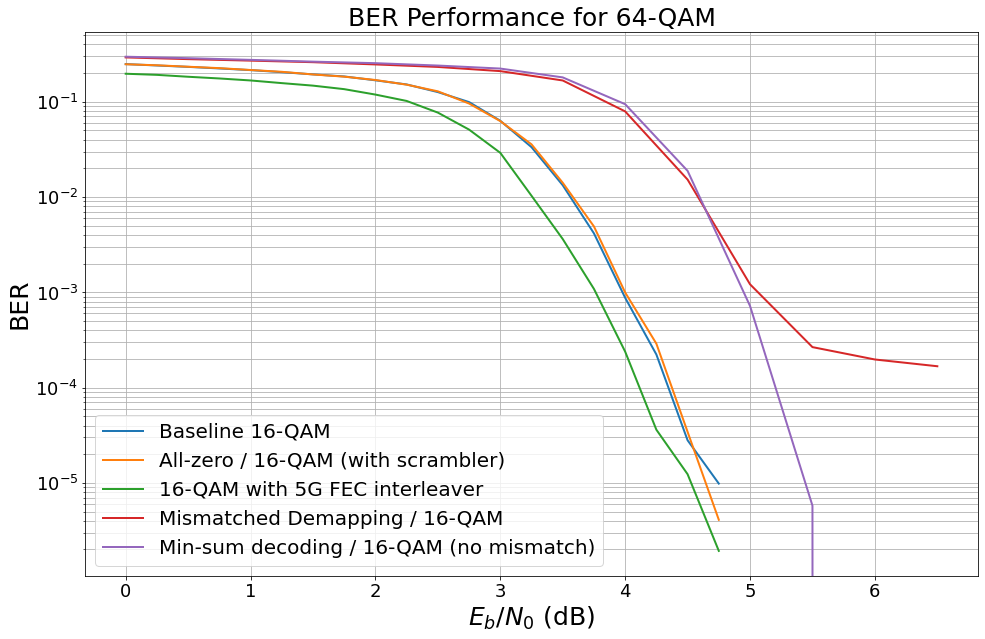 BER Performance for 64-QAM
BER
10⁻¹
10⁻²
10⁻³
10⁻⁴
10⁻⁵
Baseline 16-QAM
All-zero / 16-QAM (with scrambler)
16-QAM with 5G FEC interleaver
Mismatched Demapping / 16-QAM
Min-sum decoding / 16-QAM (no mismatch)
0 1 2 3 4 5 6
E_b/N_0 (dB)